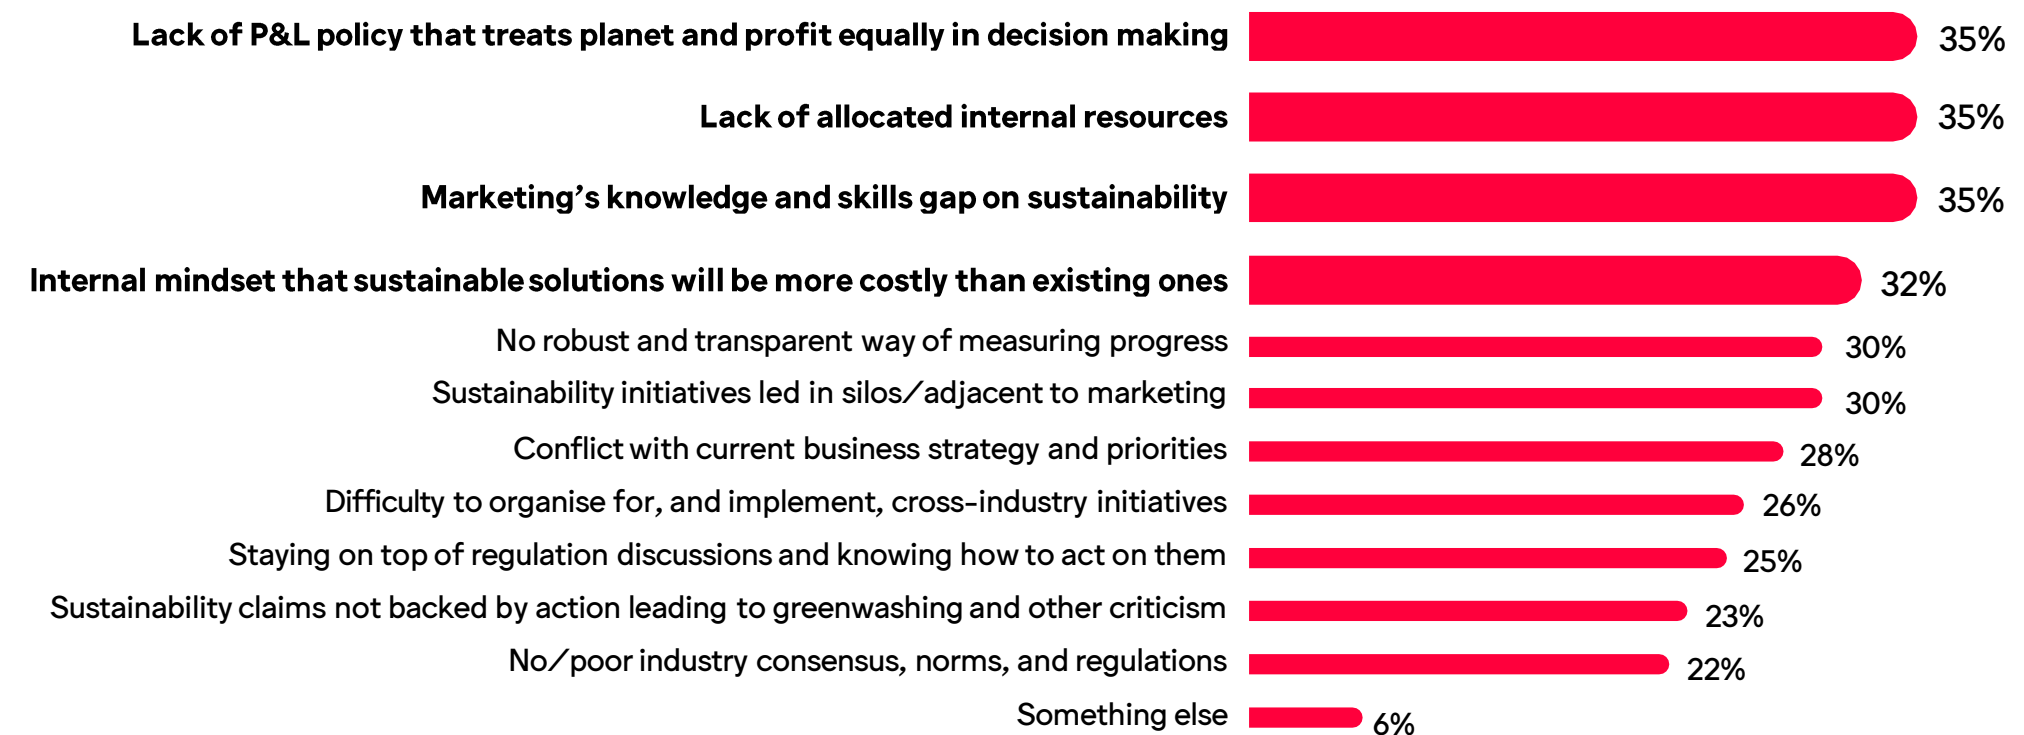 Lack of P&L policy that treats planet and profit equally in decision making 35%
Lack of allocated internal resources 35%
Marketing’s knowledge and skills gap on sustainability 35%
Internal mindset that sustainable solutions will be more costly than existing ones 32%
No robust and transparent way of measuring progress 30%
Sustainability initiatives led in silos/adjacent to marketing 30%
Conflict with current business strategy and priorities 28%
Difficulty to organise for, and implement, cross-industry initiatives 26%
Staying on top of regulation discussions and knowing how to act on them 25%
Sustainability claims not backed by action leading to greenwashing and other criticism 23%
No/poor industry consensus, norms, and regulations 22%
Something else 6%